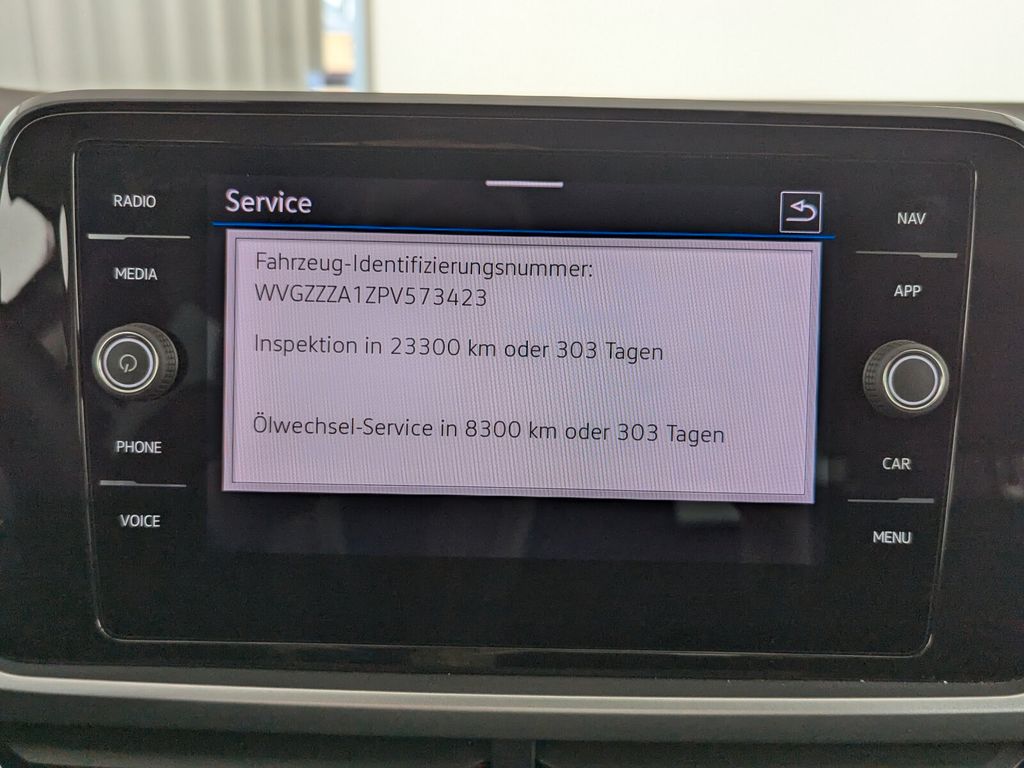 RADIO
MEDIA
PHONE
VOICE
Service
Fahrzeug-Identifizierungsnummer:
WVGZZZA1ZPV573423
Inspektion in 23300 km oder 303 Tagen
Ölwechsel-Service in 8300 km oder 303 Tagen
NAV
APP
CAR
MENU